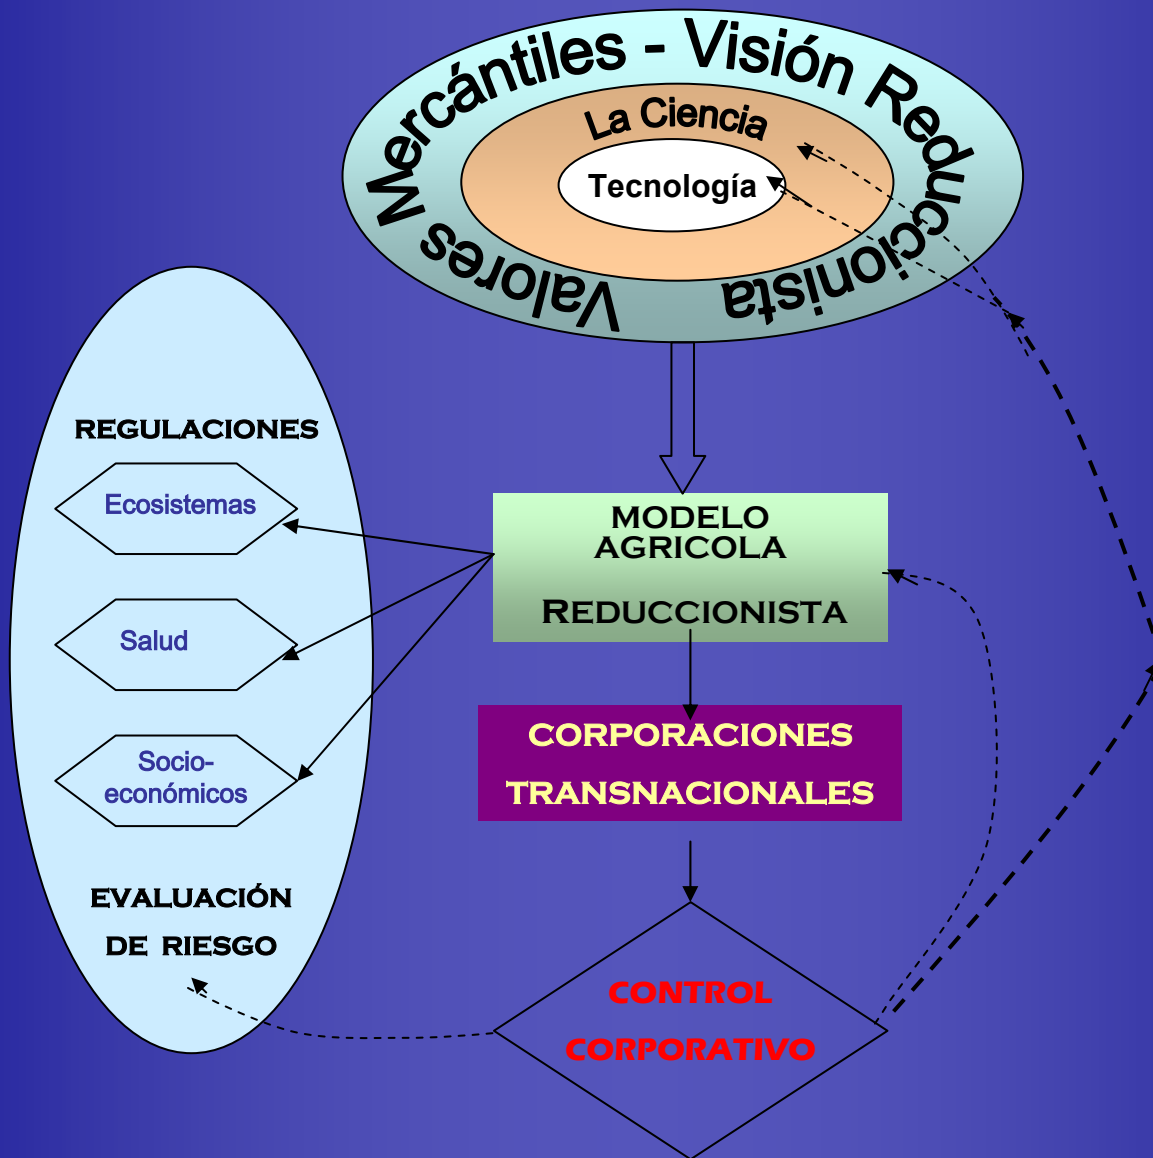 Valores Mercántiles - Visión Reduccionista
La Ciencia
Tecnología
REGULACIONES
Ecosistemas
Salud
Socio-
económicos
EVALUACIÓN
DE RIESGO
MODELO
AGRICOLA
REDUCCIONISTA
CORPORACIONES
TRANSNACIONALES
CONTROL
CORPORATIVO